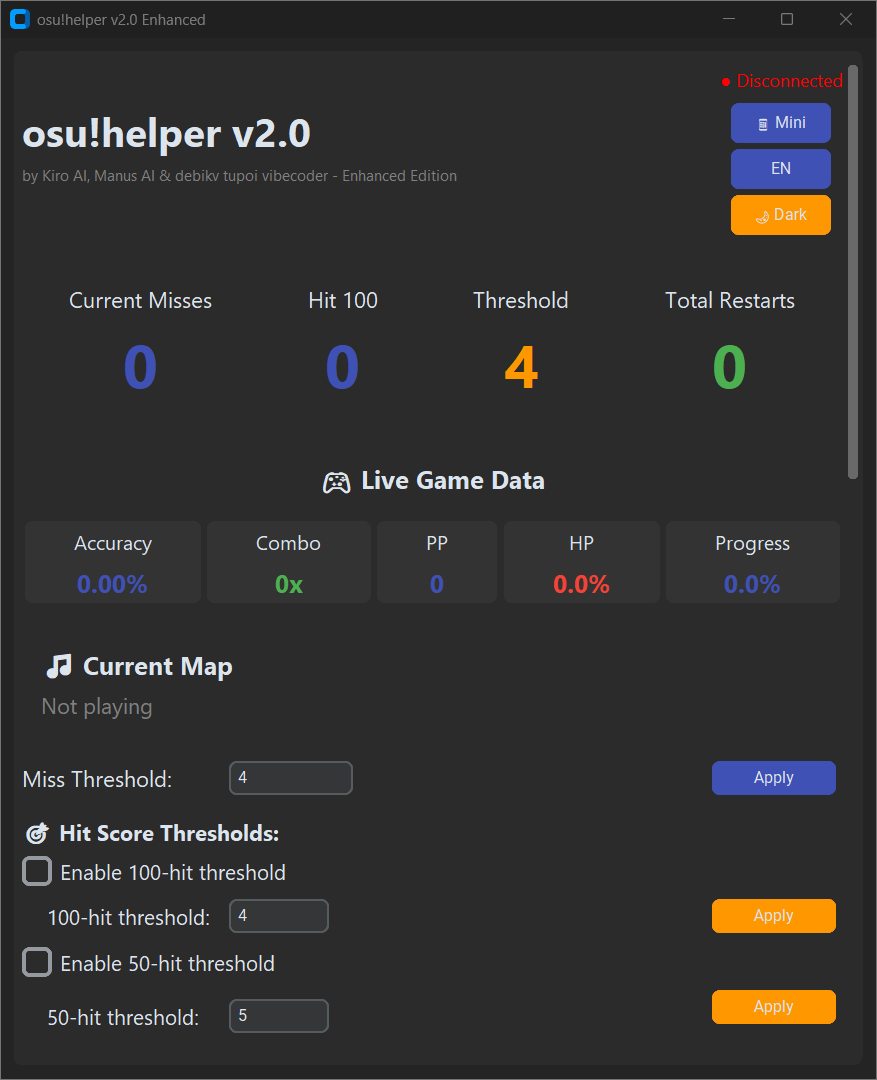 osu!helper v2.0 Enhanced
● Disconnected
Mini
osu!helper v2.0
EN
by Kiro AI, Manus AI & debikv tupoi vibecoder - Enhanced Edition
Dark
Current Misses Hit 100 Threshold Total Restarts
0 0 4 0
Live Game Data
Accuracy Combo PP HP Progress
0.00% 0x 0 0.0% 0.0%
Current Map
Not playing
Miss Threshold: 4 Apply
Hit Score Thresholds:
Enable 100-hit threshold
100-hit threshold: 4 Apply
Enable 50-hit threshold
50-hit threshold: 5 Apply